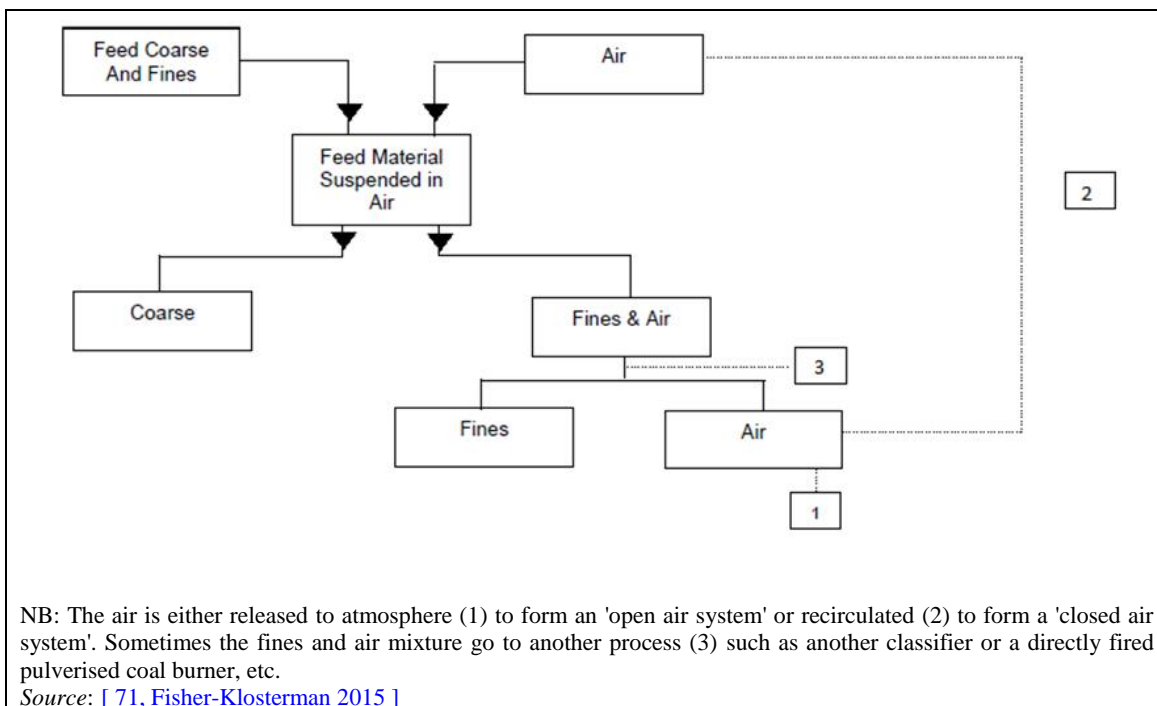 Feed Coarse
And Fines
Air
Feed Material
Suspended in
Air
2
Coarse
Fines & Air
3
Fines
Air
1
NB: The air is either released to atmosphere (1) to form an 'open air system' or recirculated (2) to form a 'closed air
system'. Sometimes the fines and air mixture go to another process (3) such as another classifier or a directly fired
pulverised coal burner, etc.
Source: [ 71, Fisher-Klosterman 2015 ]